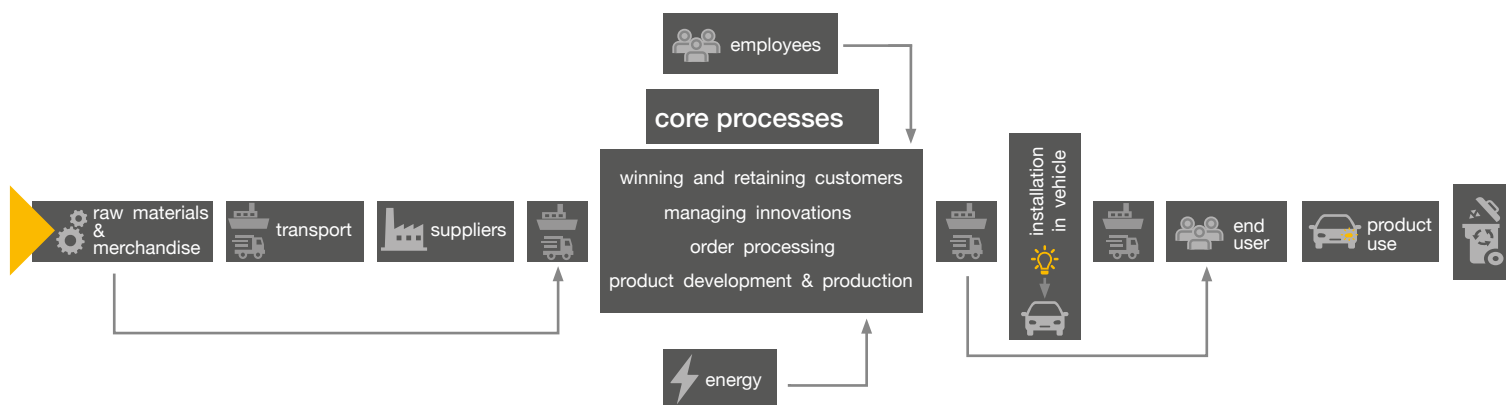 employees
core processes
winning and retaining customers
managing innovations
order processing
product development & production
raw materials
&
merchandise
transport
suppliers
installation
in vehicle
end
user
product
use
energy